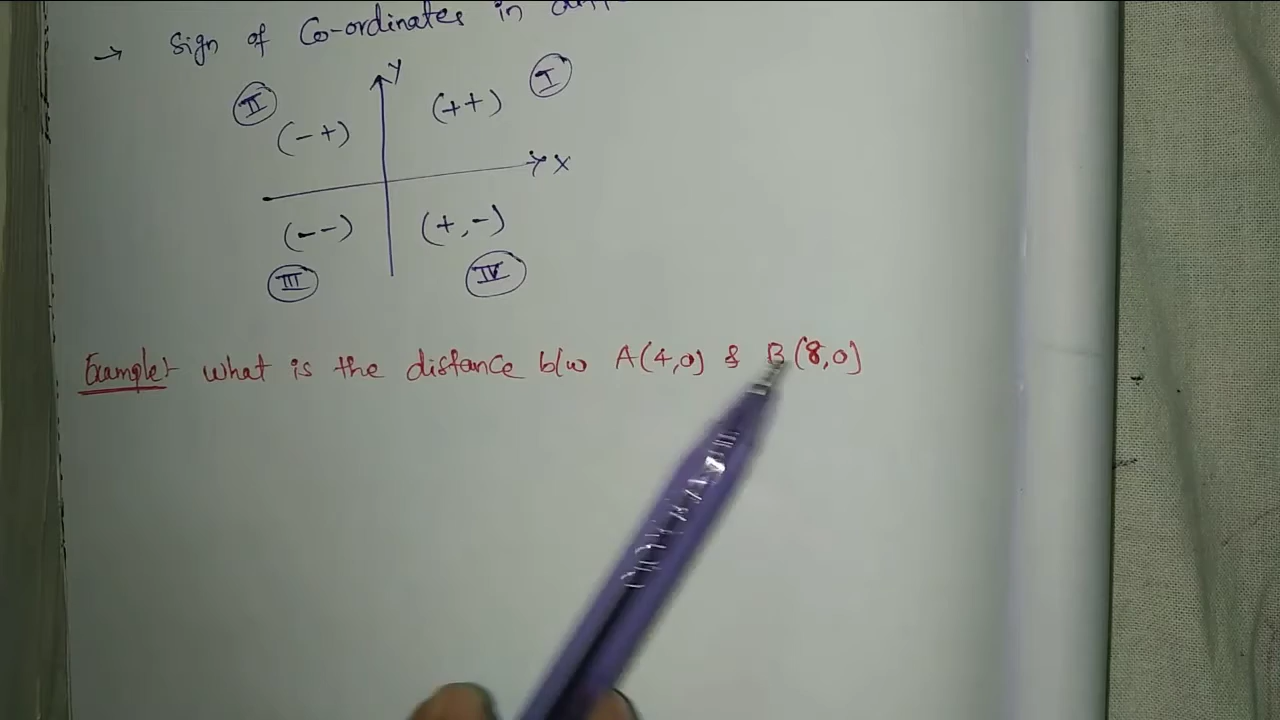 → Sign of Co-ordinates in
Y
II (-+) (++) I
X
(--) (+,-)
III IV
Example:- What is the distance b/w A(4,0) & B(8,0)